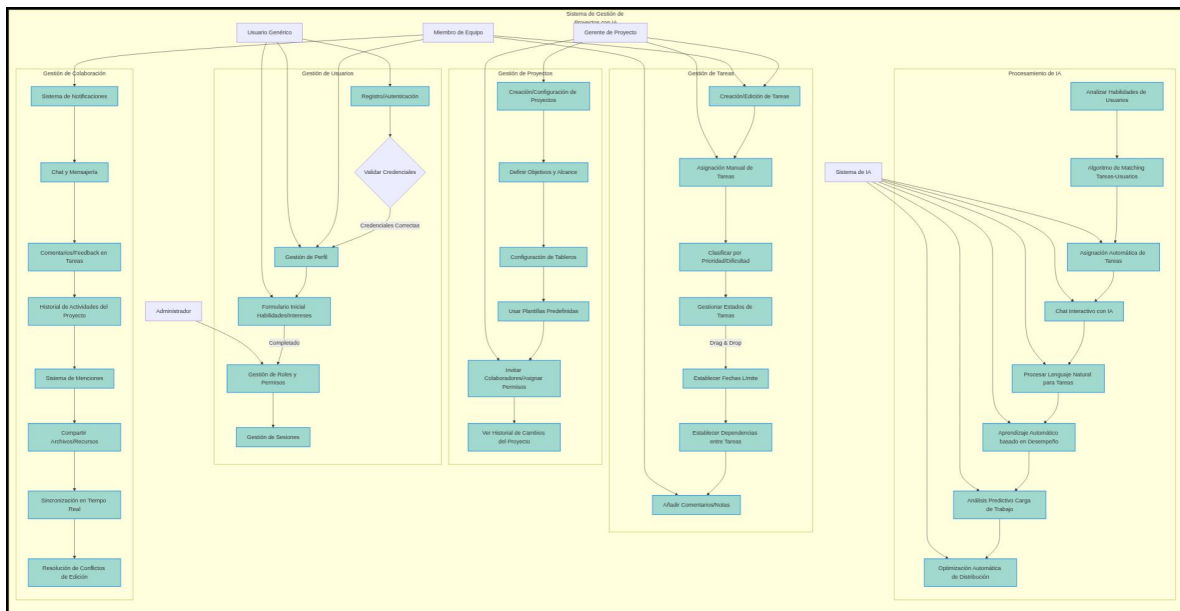 Sistema de Gestión de
Proyectos con IA
Usuario Genérico
Miembro de Equipo
Gerente de Proyecto
Gestión de Colaboración
Sistema de Notificaciones
Chat y Mensajería
Comentarios/Feedback en
Tareas
Historial de Actividades del
Proyecto
Sistema de Menciones
Compartir
Archivos/Recursos
Sincronización en Tiempo
Real
Resolución de Conflictos
de Edición
Administrador
Gestión de Usuarios
Registro/Autenticación
Validar Credenciales
Credenciales Correctas
Gestión de Perfil
Formulario Inicial
Habilidades/Intereses
Completado
Gestión de Roles y
Permisos
Gestión de Sesiones
Gestión de Proyectos
Creación/Configuración de
Proyectos
Definir Objetivos y Alcance
Configuración de Tableros
Usar Plantillas Predefinidas
Invitar
Colaboradores/Asignar
Permisos
Ver Historial de Cambios
del Proyecto
Gestión de Tareas
Creación/Edición de Tareas
Asignación Manual de
Tareas
Clasificar por
Prioridad/Dificultad
Gestionar Estados de
Tareas
Drag & Drop
Establecer Fechas Límite
Establecer Dependencias
entre Tareas
Añadir Comentarios/Notas
Sistema de IA
Procesamiento de IA
Analizar Habilidades de
Usuarios
Algoritmo de Matching
Tareas-Usuarios
Asignación Automática de
Tareas
Chat Interactivo con IA
Procesar Lenguaje Natural
para Tareas
Aprendizaje Automático
basado en Desempeño
Análisis Predictivo Carga
de Trabajo
Optimización Automática
de Distribución